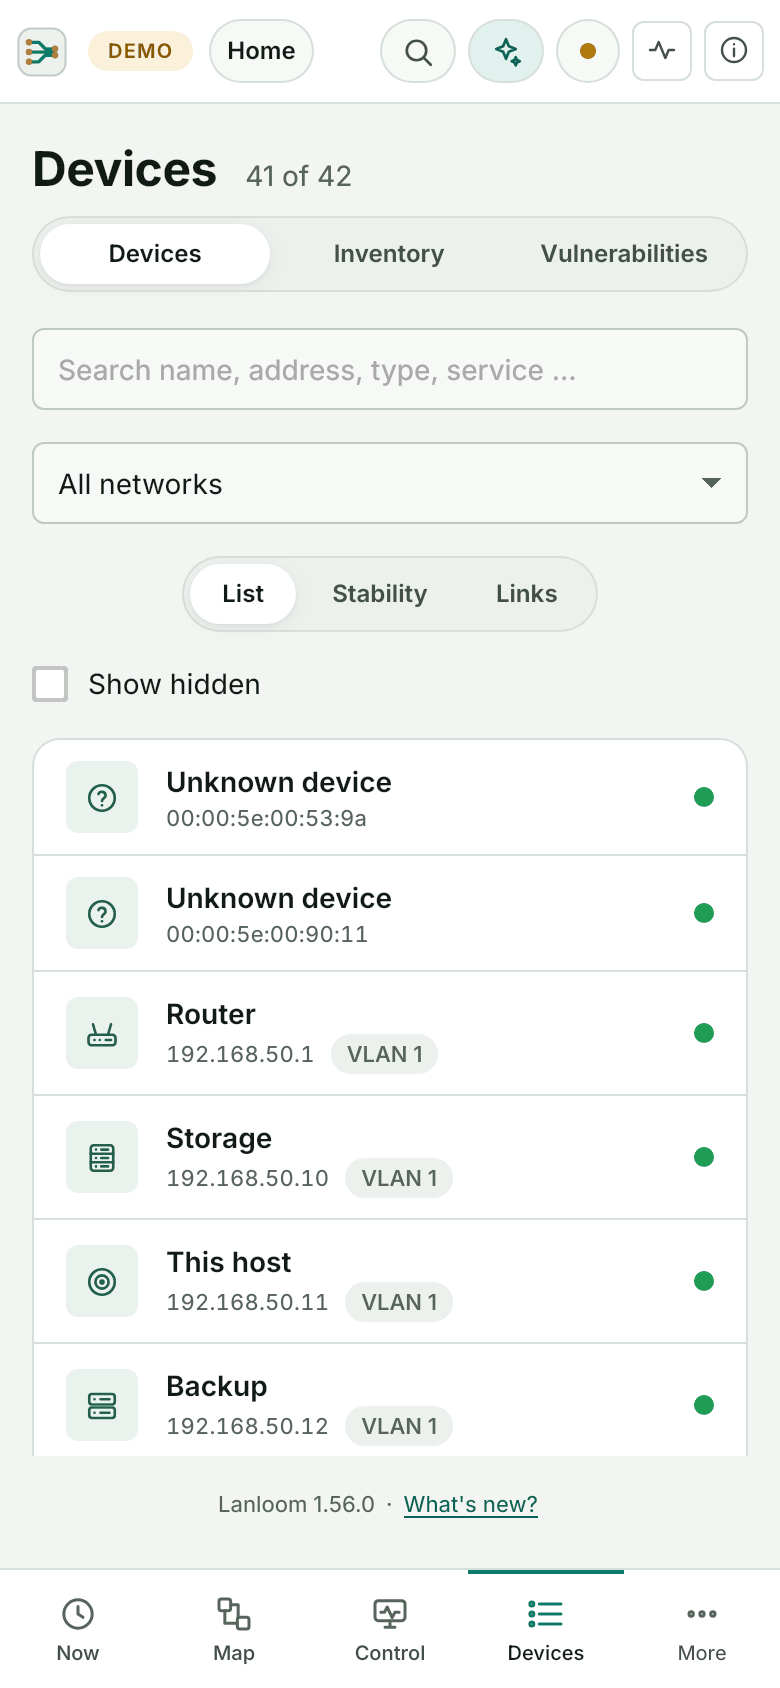 DEMO
Home
Devices 41 of 42
Devices Inventory Vulnerabilities
Search name, address, type, service ...
All networks
List Stability Links
Show hidden
Unknown device
00:00:5e:00:53:9a
Unknown device
00:00:5e:00:90:11
Router
192.168.50.1 VLAN 1
Storage
192.168.50.10 VLAN 1
This host
192.168.50.11 VLAN 1
Backup
192.168.50.12 VLAN 1
Lanloom 1.56.0 · What's new?
Now Map Control Devices More